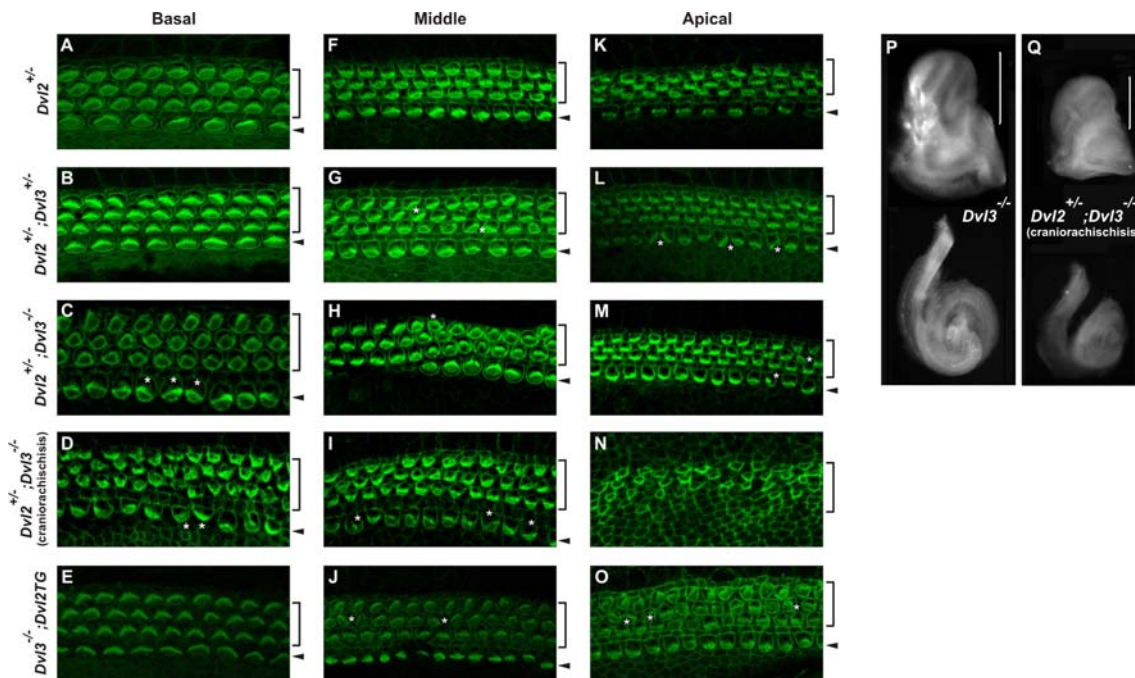 Basal Middle Apical
A F K P Q
Dvl2+/-
B G L
Dvl2+/-;Dvl3+/-
Dvl3-/- Dvl2+/-;Dvl3-/-
(craniorachischisis)
C H M
Dvl2+/-;Dvl3-/-
D I N
Dvl2+/-;Dvl3-/-
(craniorachischisis)
E J O
Dvl3-/-;Dvl2TG